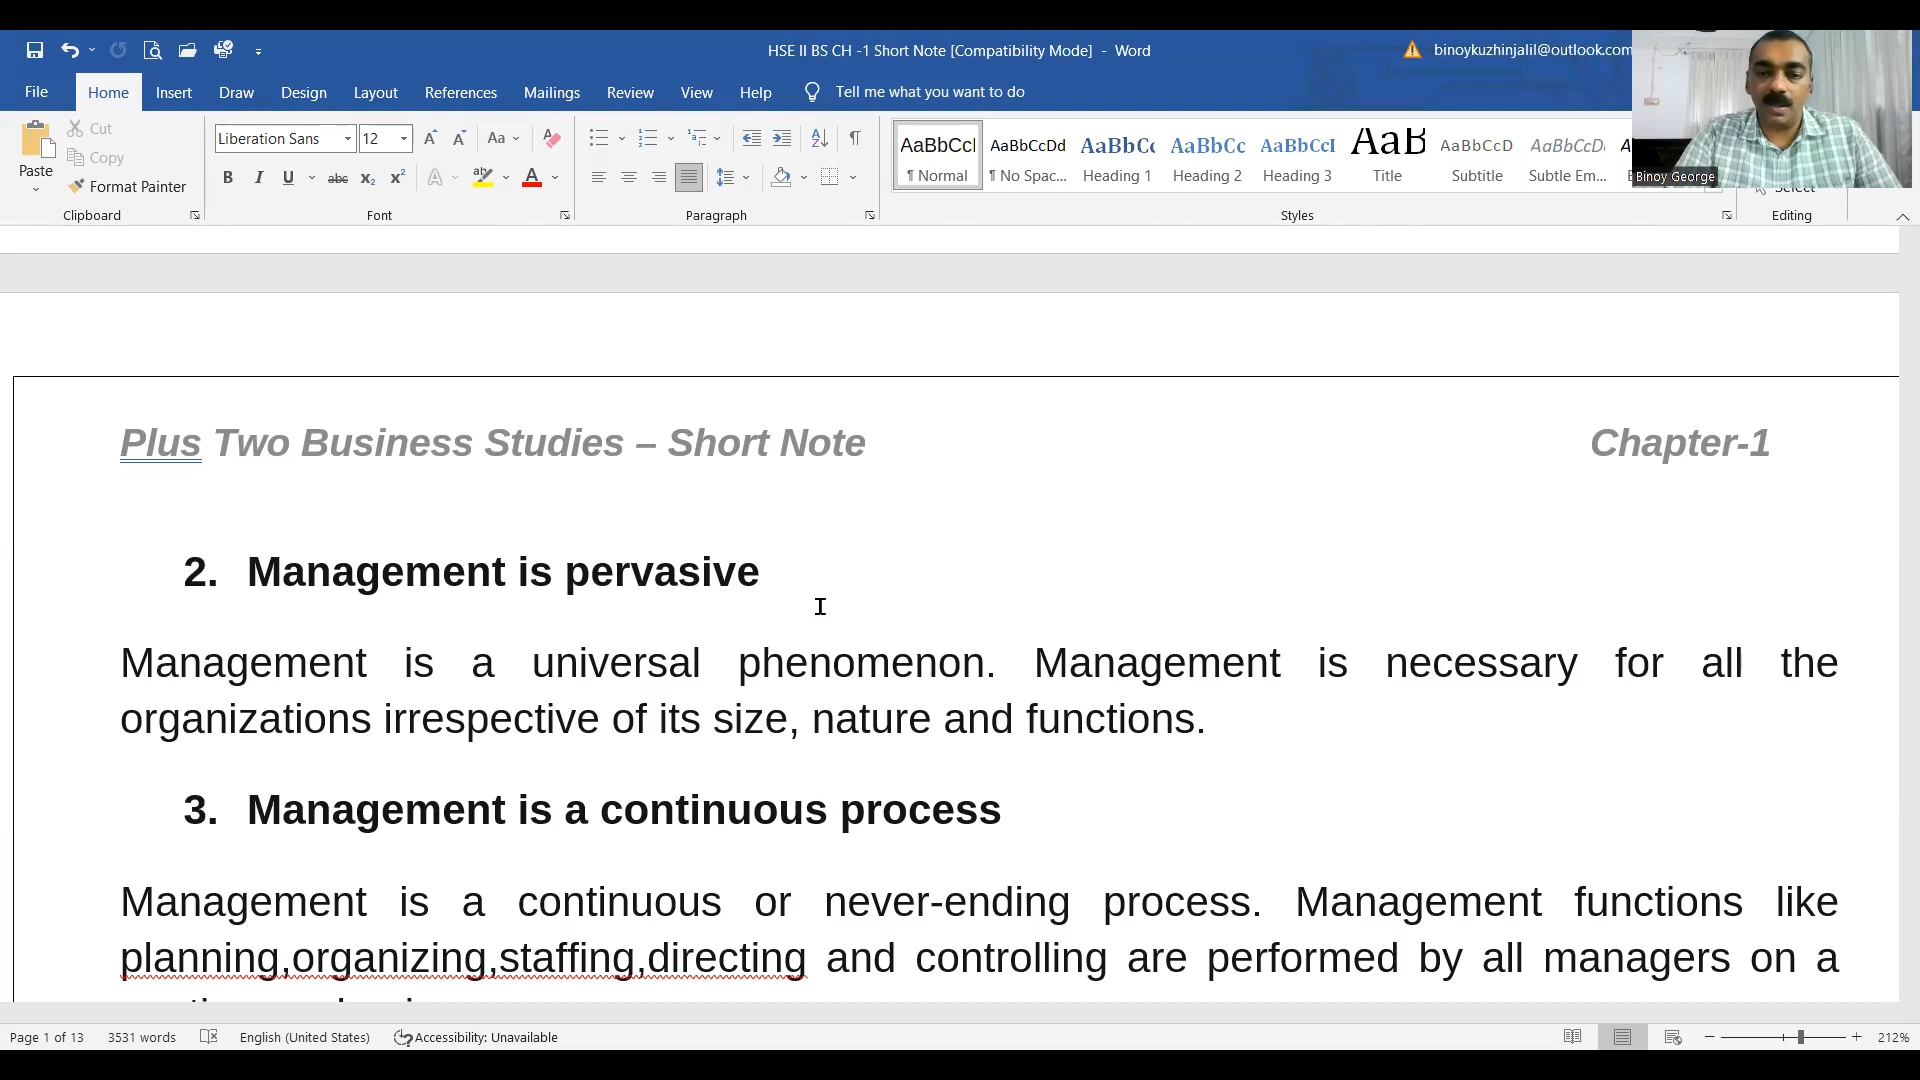 HSE II BS CH -1 Short Note [Compatibility Mode] - Word
binoykuzhinjalil@outlook.com
File Home Insert Draw Design Layout References Mailings Review View Help Tell me what you want to do
Paste
Cut
Copy
Format Painter
Clipboard
Liberation Sans 12
Font
Paragraph
AaBbCcDd AaBbCc AaBbCc AaBbCcI AaB AaBbCcD
¶ Normal ¶ No Spac... Heading 1 Heading 2 Heading 3 Title Subtitle Subtle Em...
Styles
Binoy George
Select
Editing
Plus Two Business Studies – Short Note Chapter-1
2. Management is pervasive
Management is a universal phenomenon. Management is necessary for all the
organizations irrespective of its size, nature and functions.
3. Management is a continuous process
Management is a continuous or never-ending process. Management functions like
planning,organizing,staffing,directing and controlling are performed by all managers on a
Page 1 of 13 3531 words English (United States) Accessibility: Unavailable 212%